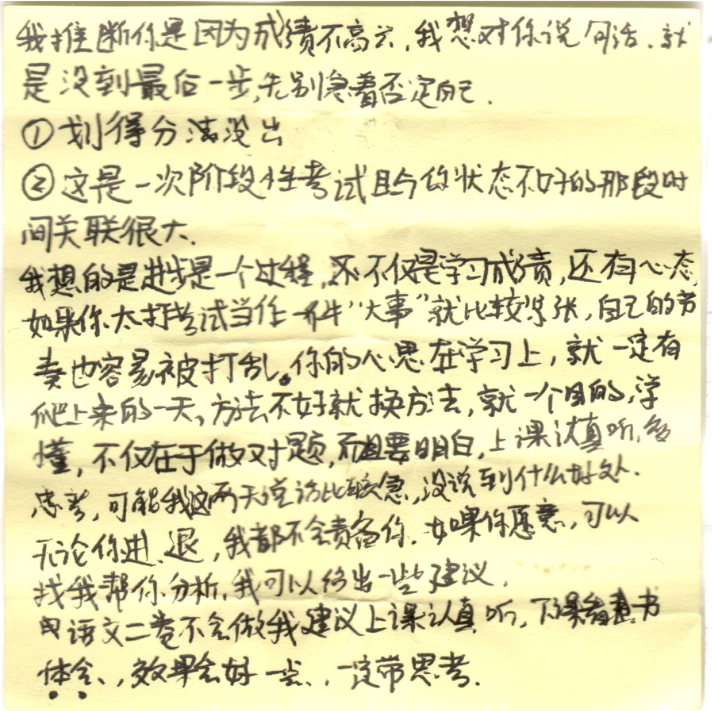 我推断你是因为成绩不高兴,我想对你说句话,就
是没到最后一步,先别急着否定自己.
①划得分法没出
②这是一次阶段性考试且与你状态不好的那段时
间关联很大.
我想的是进步是一个过程,不仅是学习成绩,还有心态,
如果你太把考试当作一件“大事”就比较紧张,自己的节
奏也容易被打乱。你的心思在学习上,就一定有
爬上来的一天,方法不好就换方法,就一个目的,学
懂,不仅在于做对题,而且要明白,上课认真听,多
思考,可能我这两天说话比较急,没说到什么好处.
无论你进、退,我都不会责备你.如果你愿意,可以
找我帮你分析,我可以给出一些建议.
语文二卷不会做我建议上课认真听,下课看书
体会,效果会好一点,一定带思考.